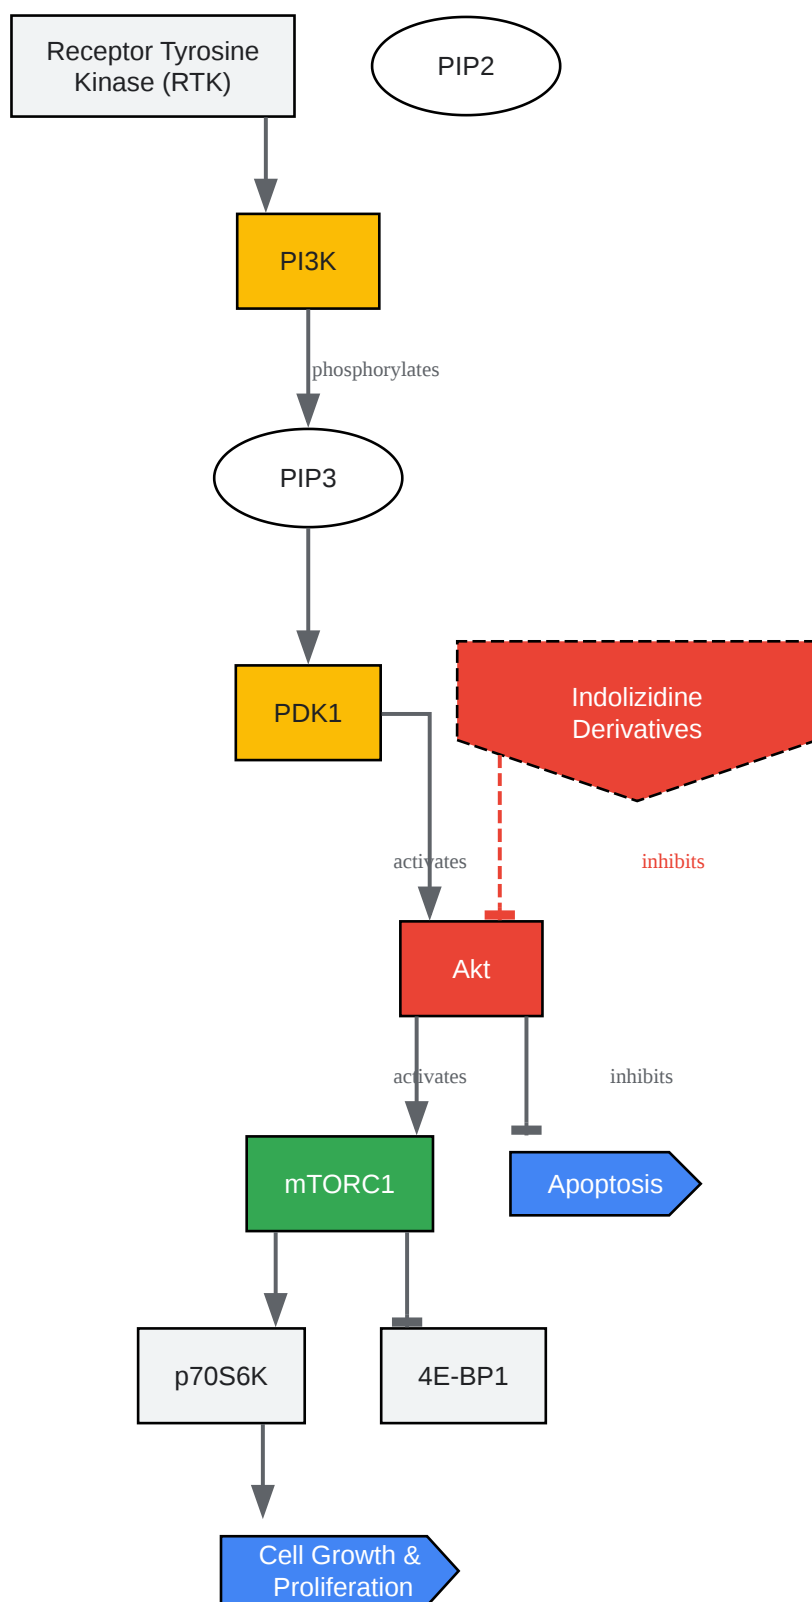 Receptor Tyrosine
Kinase (RTK)
PIP2
PI3K
phosphorylates
PIP3
PDK1
Indolizidine
Derivatives
activates
inhibits
Akt
activates
inhibits
mTORC1
Apoptosis
p70S6K
4E-BP1
Cell Growth &
Proliferation